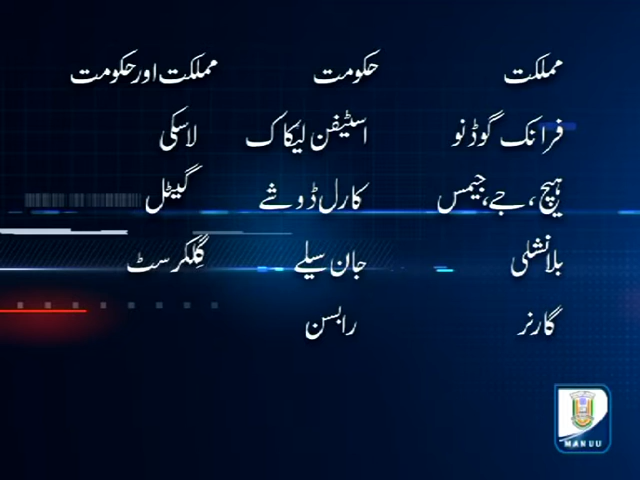 مملکت حکومت مملکت اور حکومت
فرانک گوڈنو اسٹیفن لیکاک لاسکی
ہیچ، جے، جیمس کارل ڈوشے گیٹل
بلانشلی جان سیلے گلکرسٹ
گارنر رابسن
MANUU